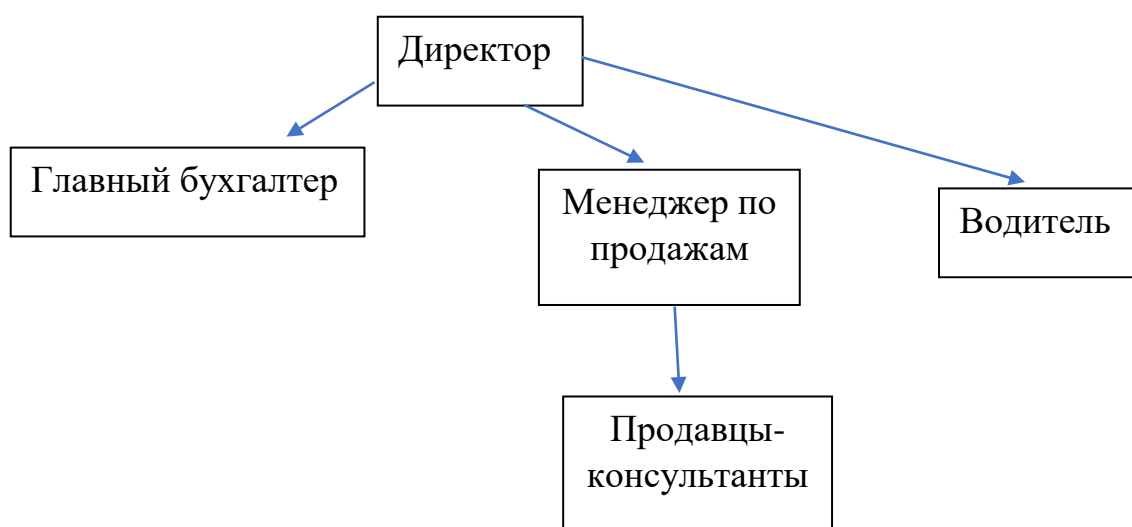 Директор
Главный бухгалтер
Менеджер по
продажам
Водитель
Продавцы-
консультанты